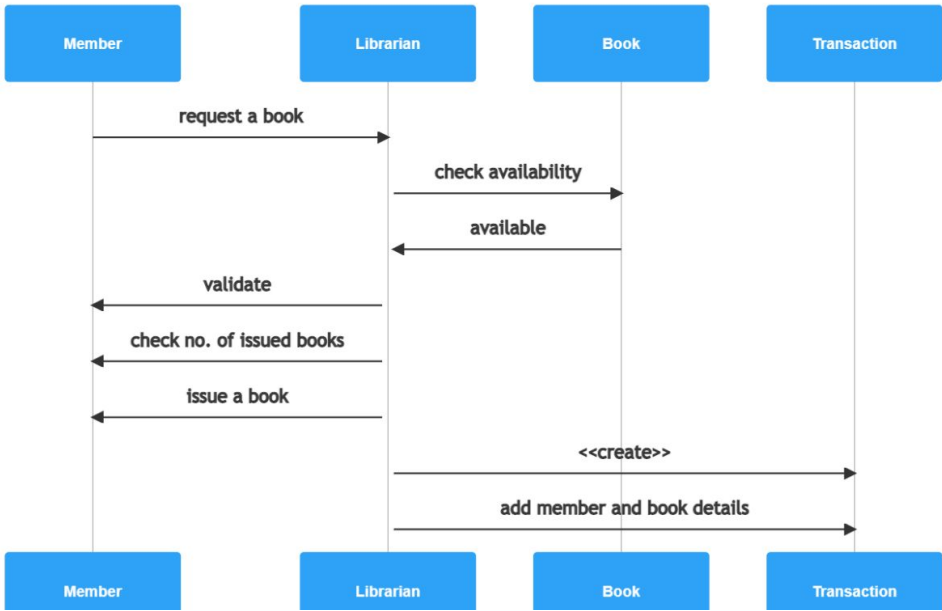 Member
Librarian
Book
Transaction
request a book
check availability
available
validate
check no. of issued books
issue a book
<<create>>
add member and book details
Member
Librarian
Book
Transaction